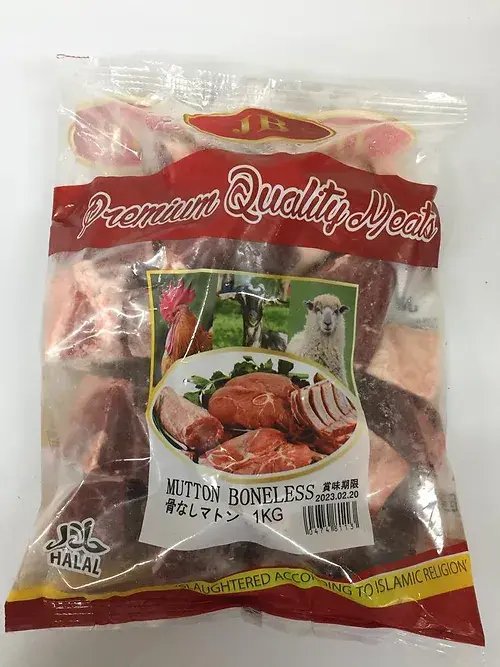 JB
Premium Quality Meats
MUTTON BONELESS
賞味期限
2023.02.20
骨なしマトン 1KG
HALAL
SLAUGHTERED ACCORDING TO ISLAMIC RELIGION